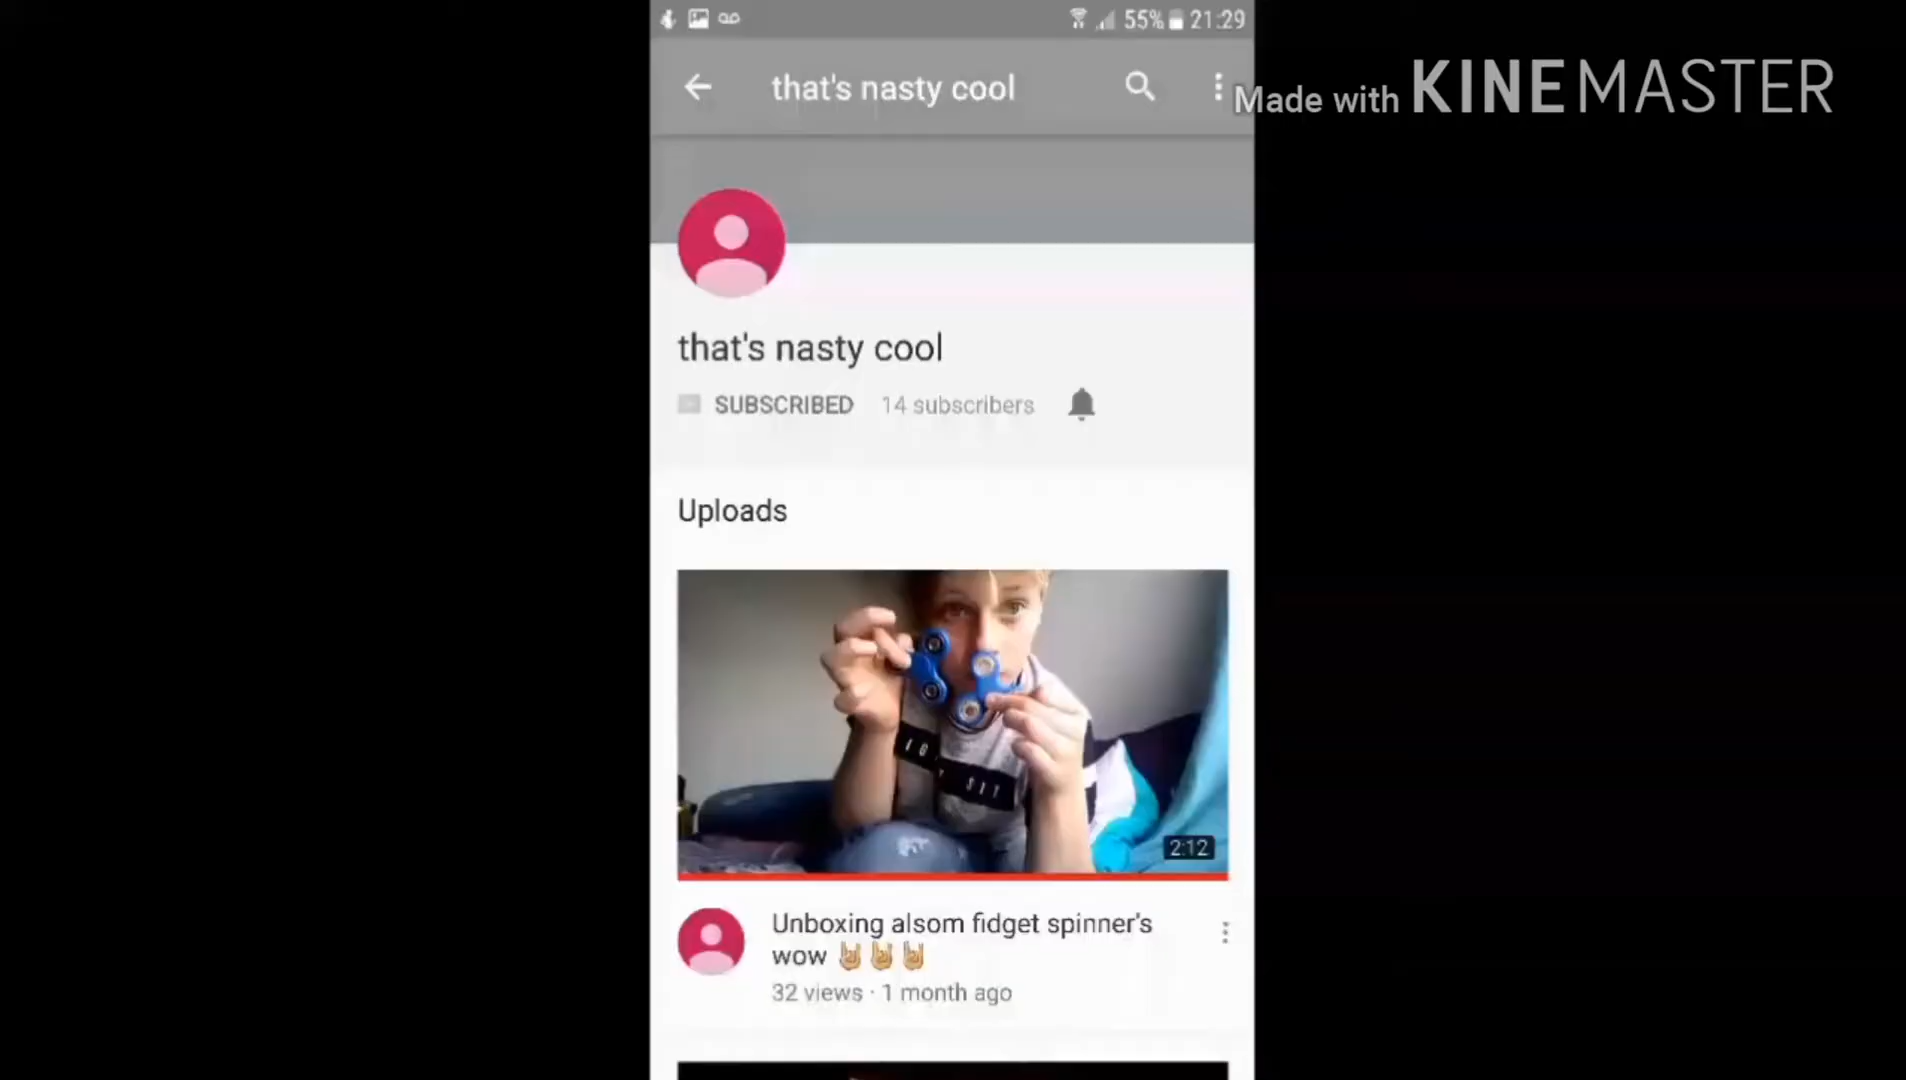 55% 21:29
that's nasty cool
Made with KINEMASTER
that's nasty cool
SUBSCRIBED 14 subscribers
Uploads
2:12
Unboxing alsom fidget spinner's
wow 🤘🤘🤘
32 views · 1 month ago